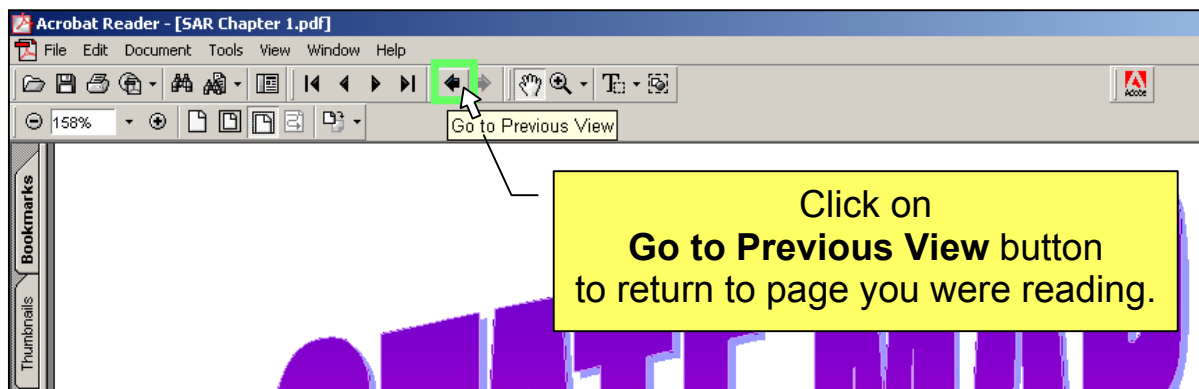 Acrobat Reader - [SAR Chapter 1.pdf]
File Edit Document Tools View Window Help
Adobe
158%
Go to Previous View
Bookmarks
Thumbnails
Click on
Go to Previous View button
to return to page you were reading.